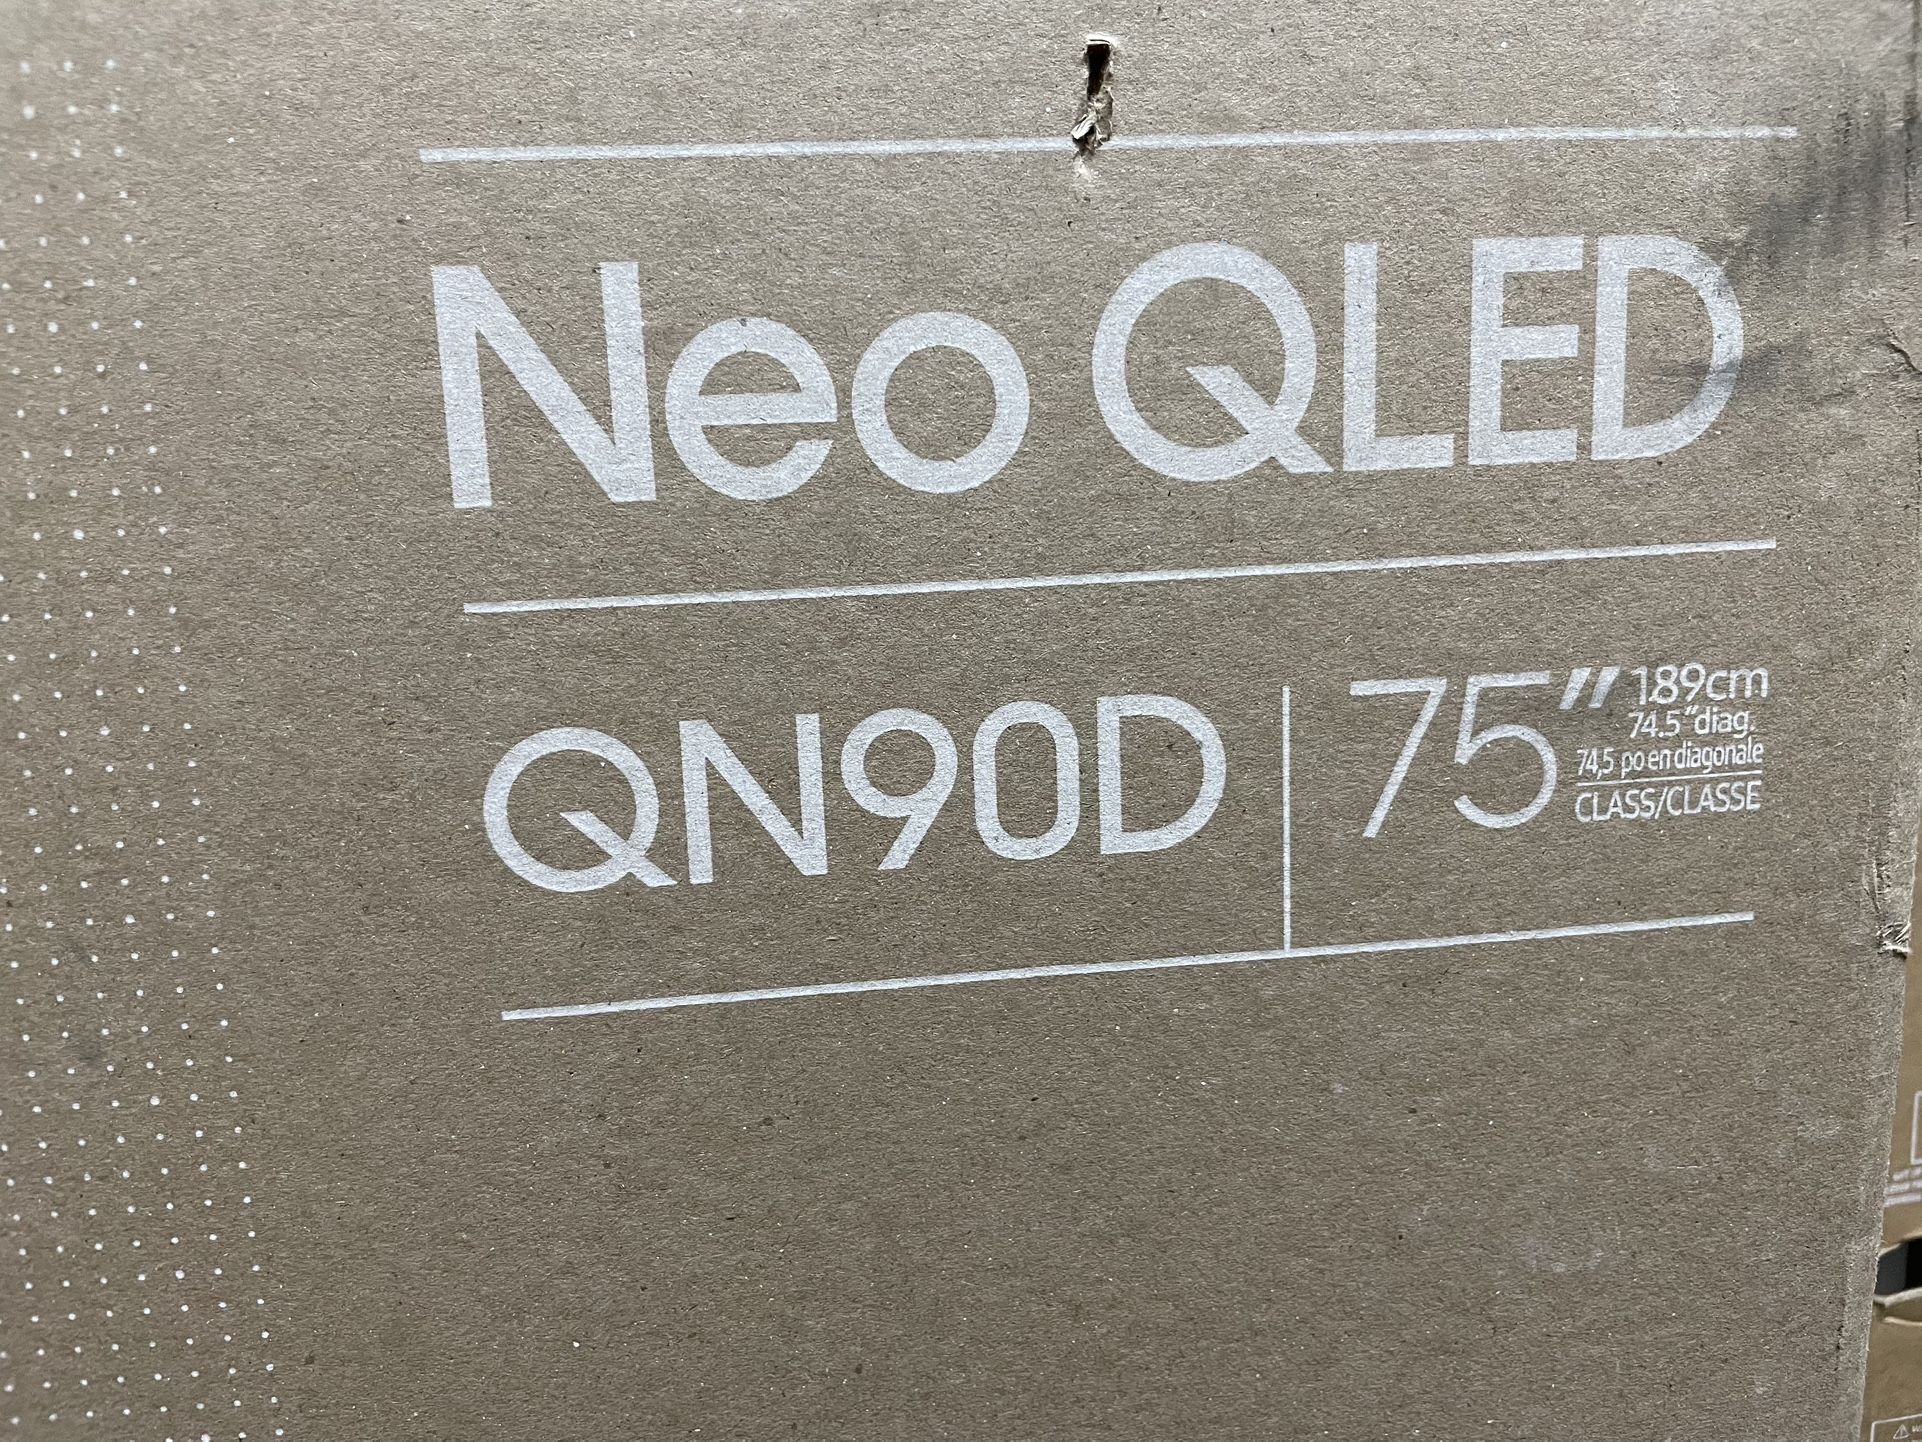 Neo QLED
QN90D
75" 189cm
74.5" diag.
74,5 po en diagonale
CLASS/CLASSE